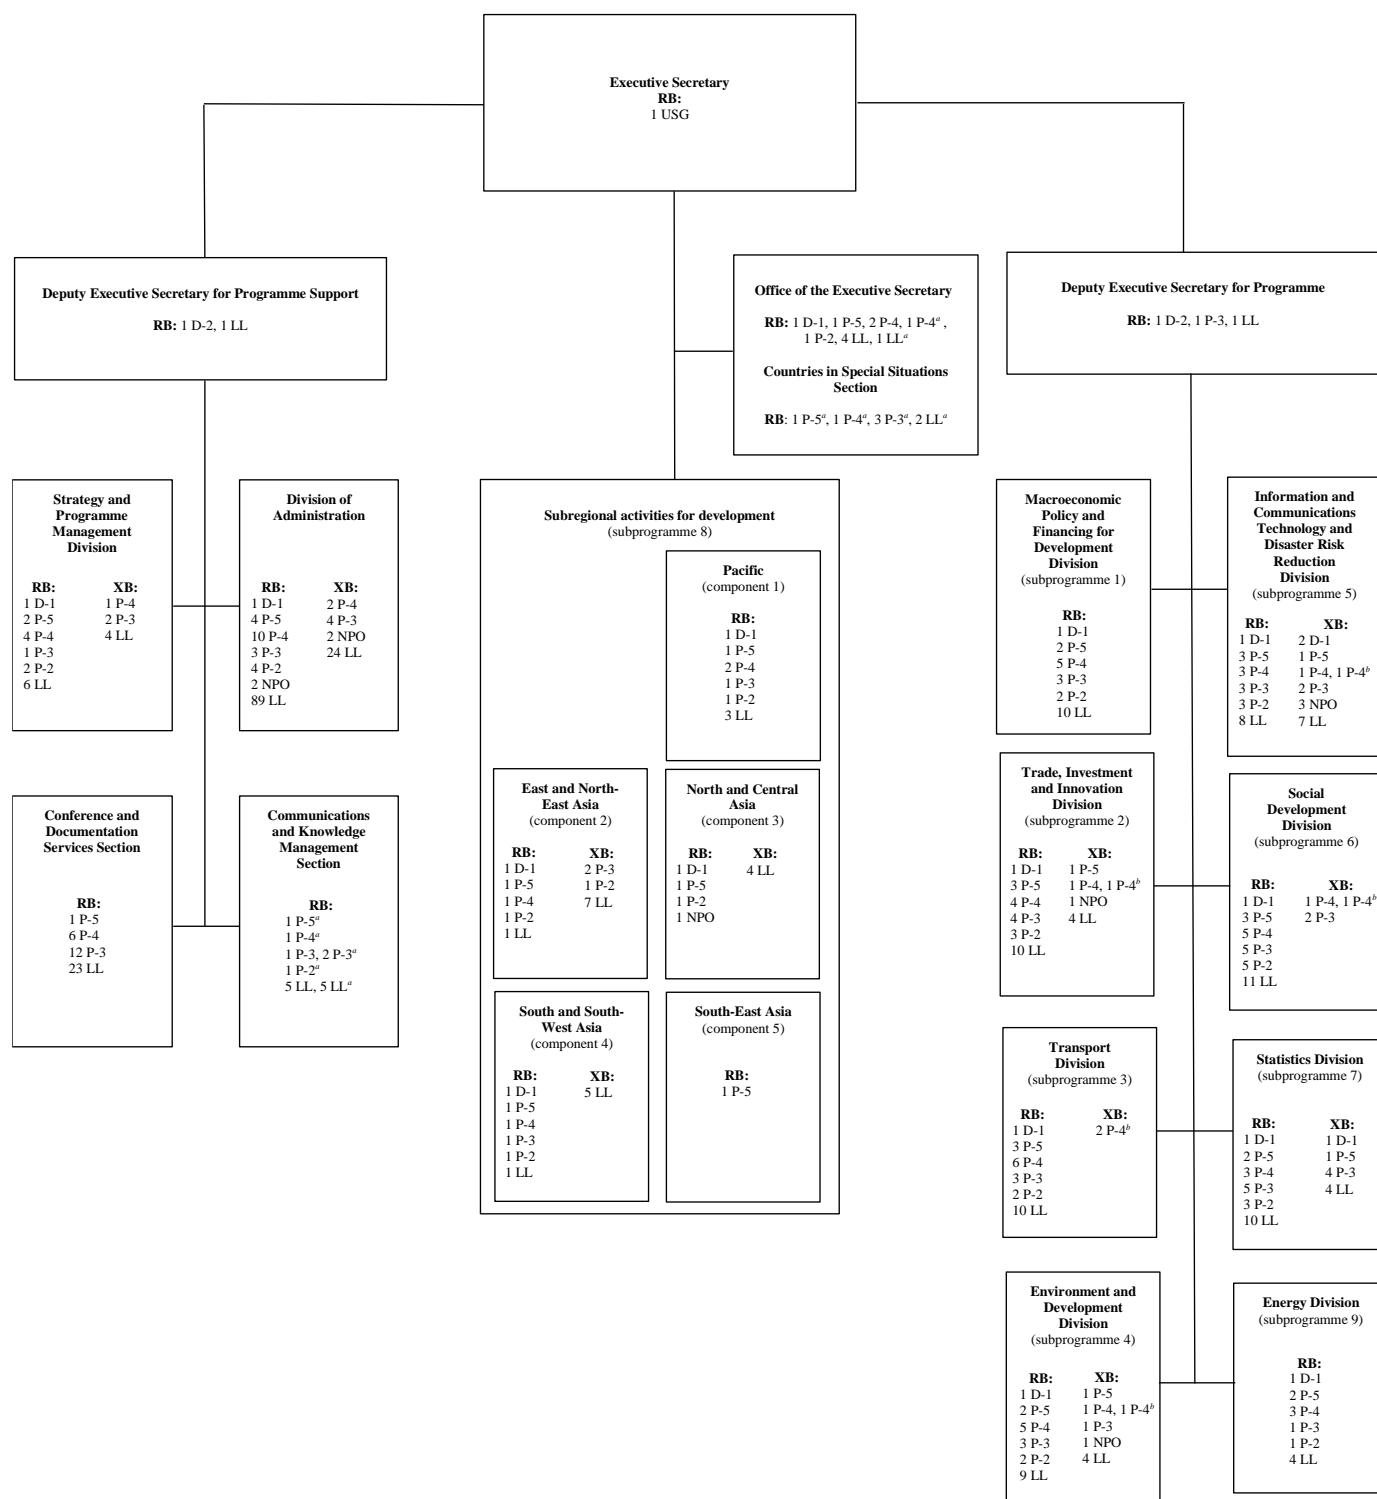 Executive Secretary
RB:
1 USG
Deputy Executive Secretary for Programme Support
RB: 1 D-2, 1 LL
Office of the Executive Secretary
RB: 1 D-1, 1 P-5, 2 P-4, 1 P-4ᵃ ,
1 P-2, 4 LL, 1 LLᵃ
Countries in Special Situations
Section
RB: 1 P-5ᵃ, 1 P-4ᵃ, 3 P-3ᵃ, 2 LLᵃ
Deputy Executive Secretary for Programme
RB: 1 D-2, 1 P-3, 1 LL
Strategy and
Programme
Management
Division
RB:
1 D-1
2 P-5
4 P-4
1 P-3
2 P-2
6 LL
XB:
1 P-4
2 P-3
4 LL
Division of
Administration
RB:
1 D-1
4 P-5
10 P-4
3 P-3
4 P-2
2 NPO
89 LL
XB:
2 P-4
4 P-3
2 NPO
24 LL
Conference and
Documentation
Services Section
RB:
1 P-5
6 P-4
12 P-3
23 LL
Communications
and Knowledge
Management
Section
RB:
1 P-5ᵃ
1 P-4ᵃ
1 P-3, 2 P-3ᵃ
1 P-2ᵃ
5 LL, 5 LLᵃ
Subregional activities for development
(subprogramme 8)
Pacific
(component 1)
RB:
1 D-1
1 P-5
2 P-4
1 P-3
1 P-2
3 LL
East and North-
East Asia
(component 2)
RB:
1 D-1
1 P-5
1 P-4
1 P-2
1 LL
XB:
2 P-3
1 P-2
7 LL
North and Central
Asia
(component 3)
RB:
1 D-1
1 P-5
1 P-2
1 NPO
XB:
4 LL
South and South-
West Asia
(component 4)
RB:
1 D-1
1 P-5
1 P-4
1 P-3
1 P-2
1 LL
XB:
5 LL
South-East Asia
(component 5)
RB:
1 P-5
Macroeconomic
Policy and
Financing for
Development
Division
(subprogramme 1)
RB:
1 D-1
2 P-5
5 P-4
3 P-3
2 P-2
10 LL
Information and
Communications
Technology and
Disaster Risk
Reduction
Division
(subprogramme 5)
RB:
1 D-1
3 P-5
3 P-4
3 P-3
3 P-2
8 LL
XB:
2 D-1
1 P-5
1 P-4, 1 P-4ᵇ
2 P-3
3 NPO
7 LL
Trade, Investment
and Innovation
Division
(subprogramme 2)
RB:
1 D-1
3 P-5
4 P-4
4 P-3
3 P-2
10 LL
XB:
1 P-5
1 P-4, 1 P-4ᵇ
1 NPO
4 LL
Social
Development
Division
(subprogramme 6)
RB:
1 D-1
3 P-5
5 P-4
5 P-3
5 P-2
11 LL
XB:
1 P-4, 1 P-4ᵇ
2 P-3
Transport
Division
(subprogramme 3)
RB:
1 D-1
3 P-5
6 P-4
3 P-3
2 P-2
10 LL
XB:
2 P-4ᵇ
Statistics Division
(subprogramme 7)
RB:
1 D-1
2 P-5
3 P-4
5 P-3
3 P-2
10 LL
XB:
1 D-1
1 P-5
4 P-3
4 LL
Environment and
Development
Division
(subprogramme 4)
RB:
1 D-1
2 P-5
5 P-4
3 P-3
2 P-2
9 LL
XB:
1 P-5
1 P-4, 1 P-4ᵇ
1 P-3
1 NPO
4 LL
Energy Division
(subprogramme 9)
RB:
1 D-1
2 P-5
3 P-4
1 P-3
1 P-2
4 LL